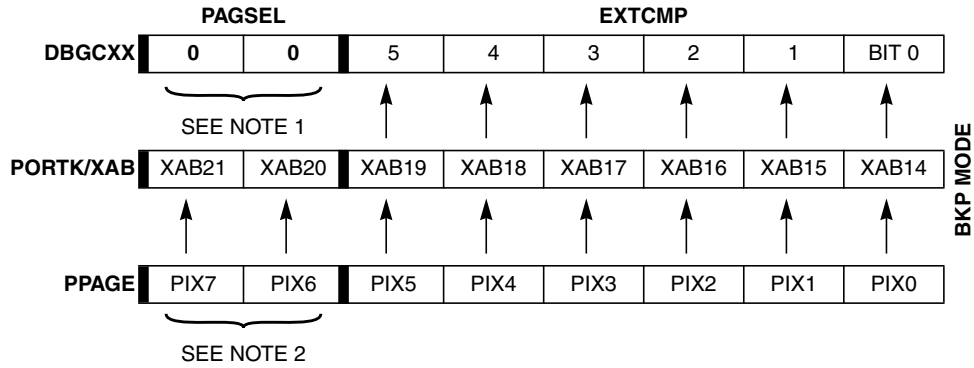 PAGSEL EXTCMP
DBGCXX 0 0 5 4 3 2 1 BIT 0
SEE NOTE 1
PORTK/XAB XAB21 XAB20 XAB19 XAB18 XAB17 XAB16 XAB15 XAB14
BKP MODE
PPAGE PIX7 PIX6 PIX5 PIX4 PIX3 PIX2 PIX1 PIX0
SEE NOTE 2